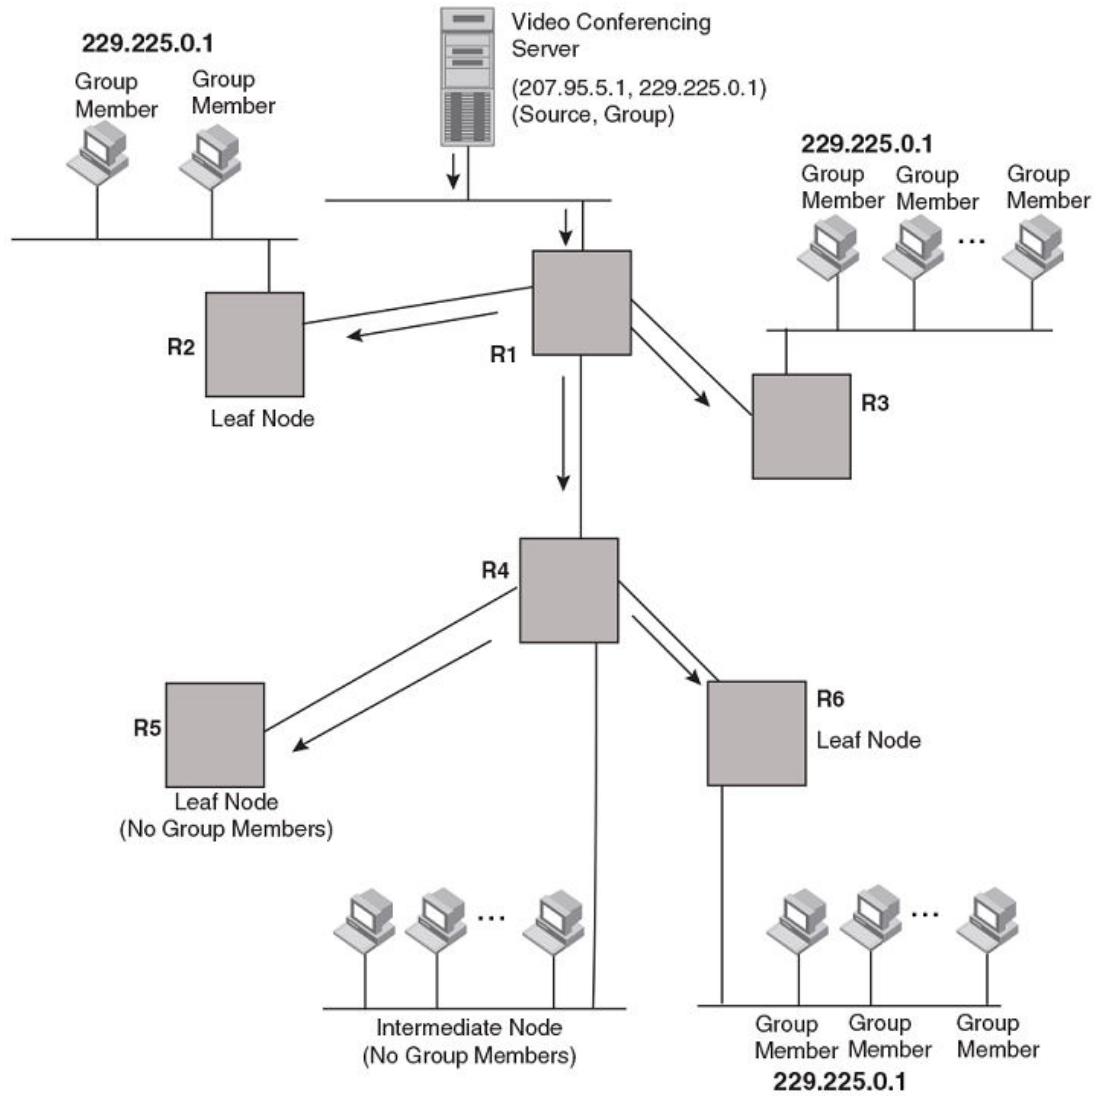 Video Conferencing
Server
(207.95.5.1, 229.225.0.1)
(Source, Group)
229.225.0.1
Group
Member
Group
Member
229.225.0.1
Group
Member
Group
Member
...
Group
Member
R2
Leaf Node
R1
R3
R4
R5
Leaf Node
(No Group Members)
R6
Leaf Node
...
Intermediate Node
(No Group Members)
...
Group
Member
Group
Member
Group
Member
229.225.0.1